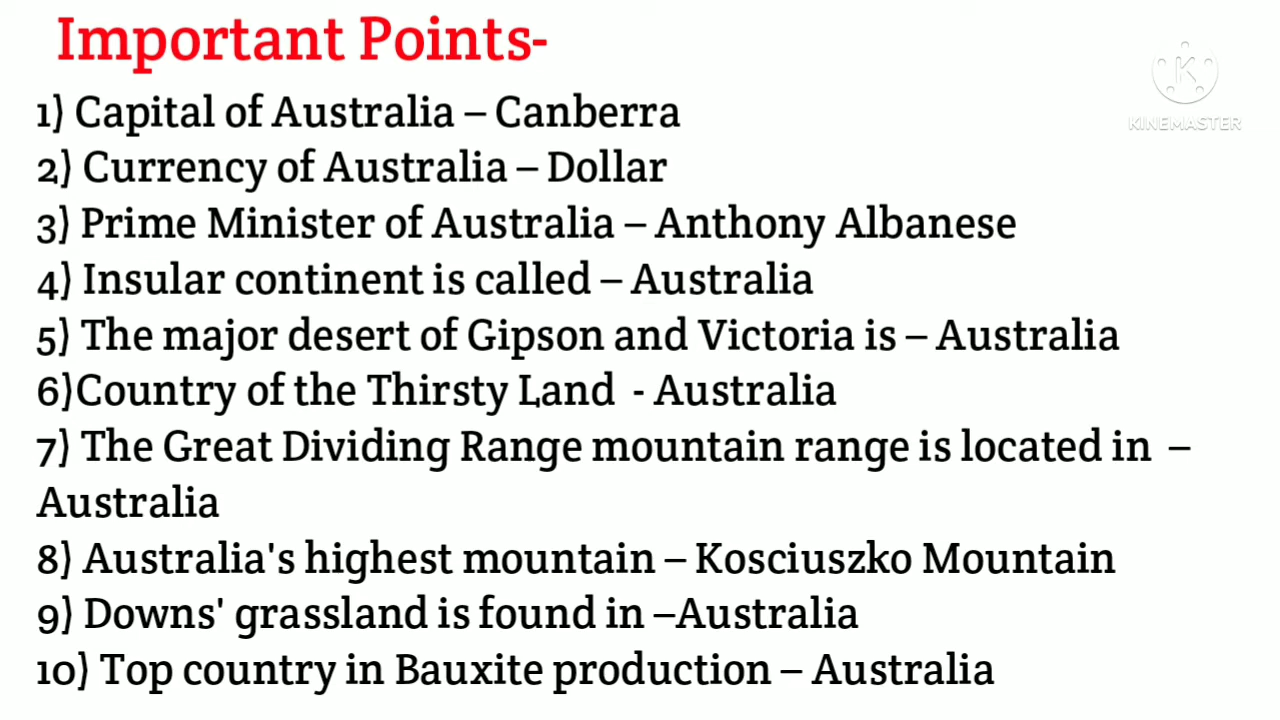 Important Points-
KINEMASTER
1) Capital of Australia – Canberra
2) Currency of Australia – Dollar
3) Prime Minister of Australia – Anthony Albanese
4) Insular continent is called – Australia
5) The major desert of Gipson and Victoria is – Australia
6)Country of the Thirsty Land - Australia
7) The Great Dividing Range mountain range is located in –
Australia
8) Australia's highest mountain – Kosciuszko Mountain
9) Downs' grassland is found in –Australia
10) Top country in Bauxite production – Australia